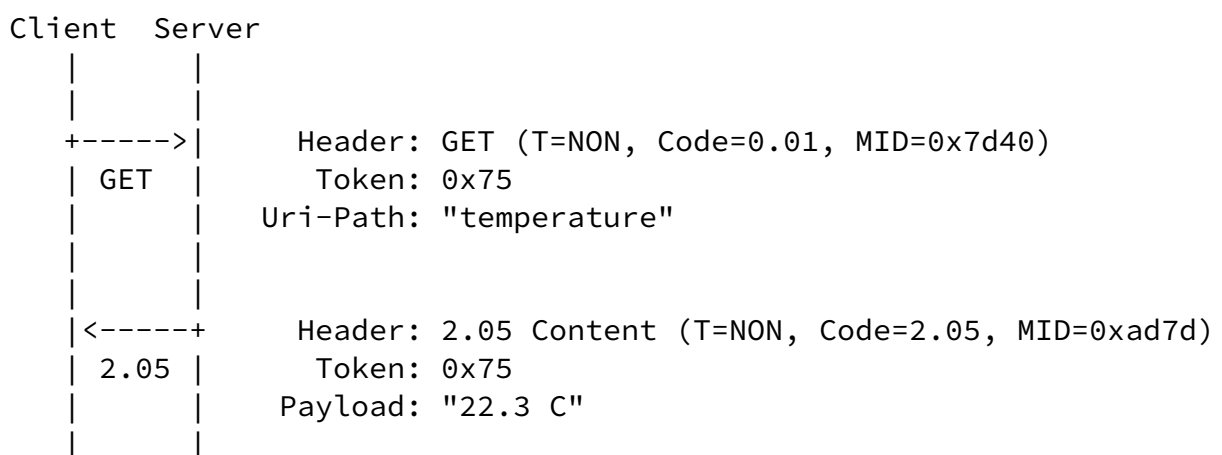 Client  Server
   |      |
   |      |
   +----->|     Header: GET (T=NON, Code=0.01, MID=0x7d40)
   | GET  |      Token: 0x75
   |      |   Uri-Path: "temperature"
   |      |
   |      |
   |<-----+     Header: 2.05 Content (T=NON, Code=2.05, MID=0xad7d)
   | 2.05 |      Token: 0x75
   |      |    Payload: "22.3 C"
   |      |